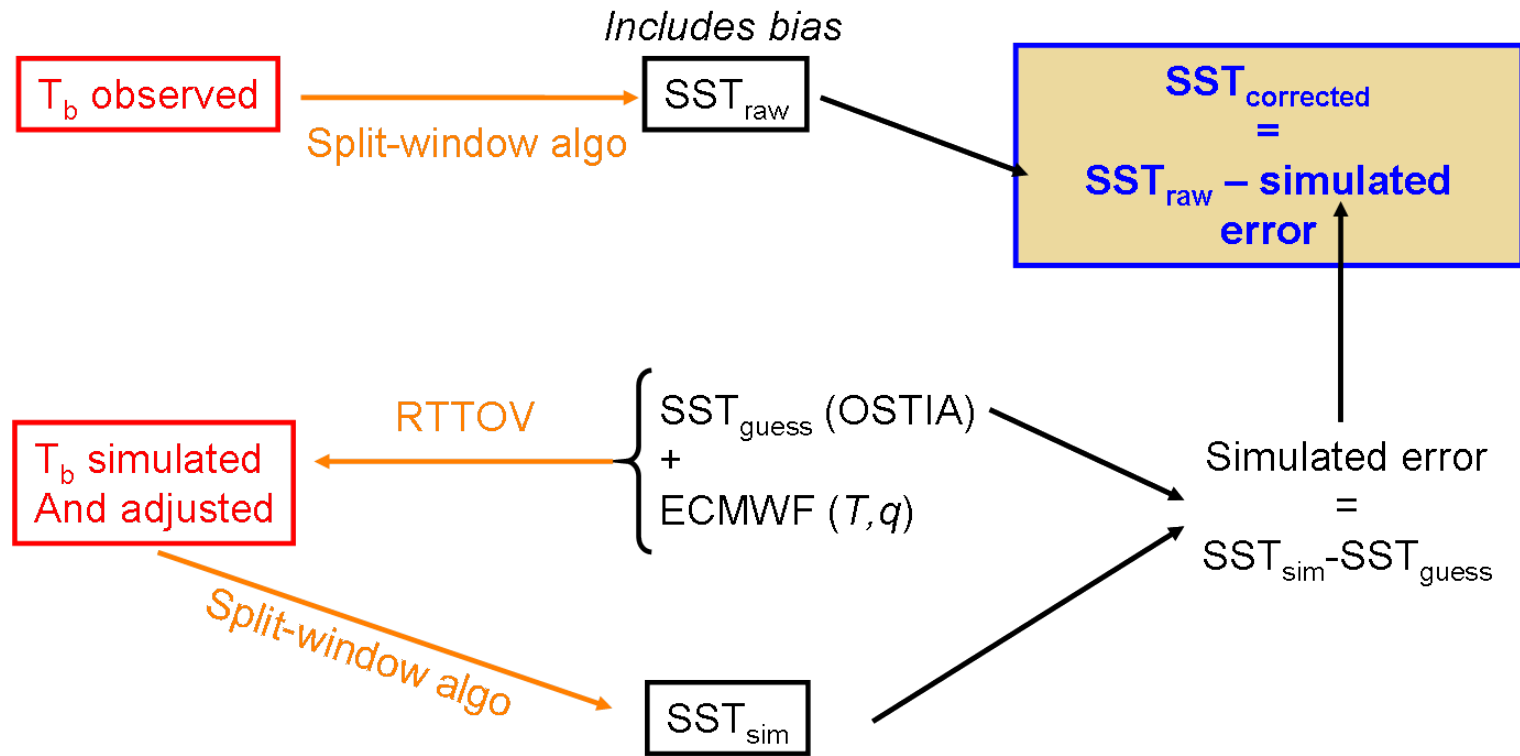 Includes bias
T_b observed
Split-window algo
SST_raw
SST_corrected
=
SST_raw – simulated
error
RTTOV
T_b simulated
And adjusted
SST_guess (OSTIA)
+
ECMWF (T,q)
Simulated error
=
SST_sim-SST_guess
Split-window algo
SST_sim